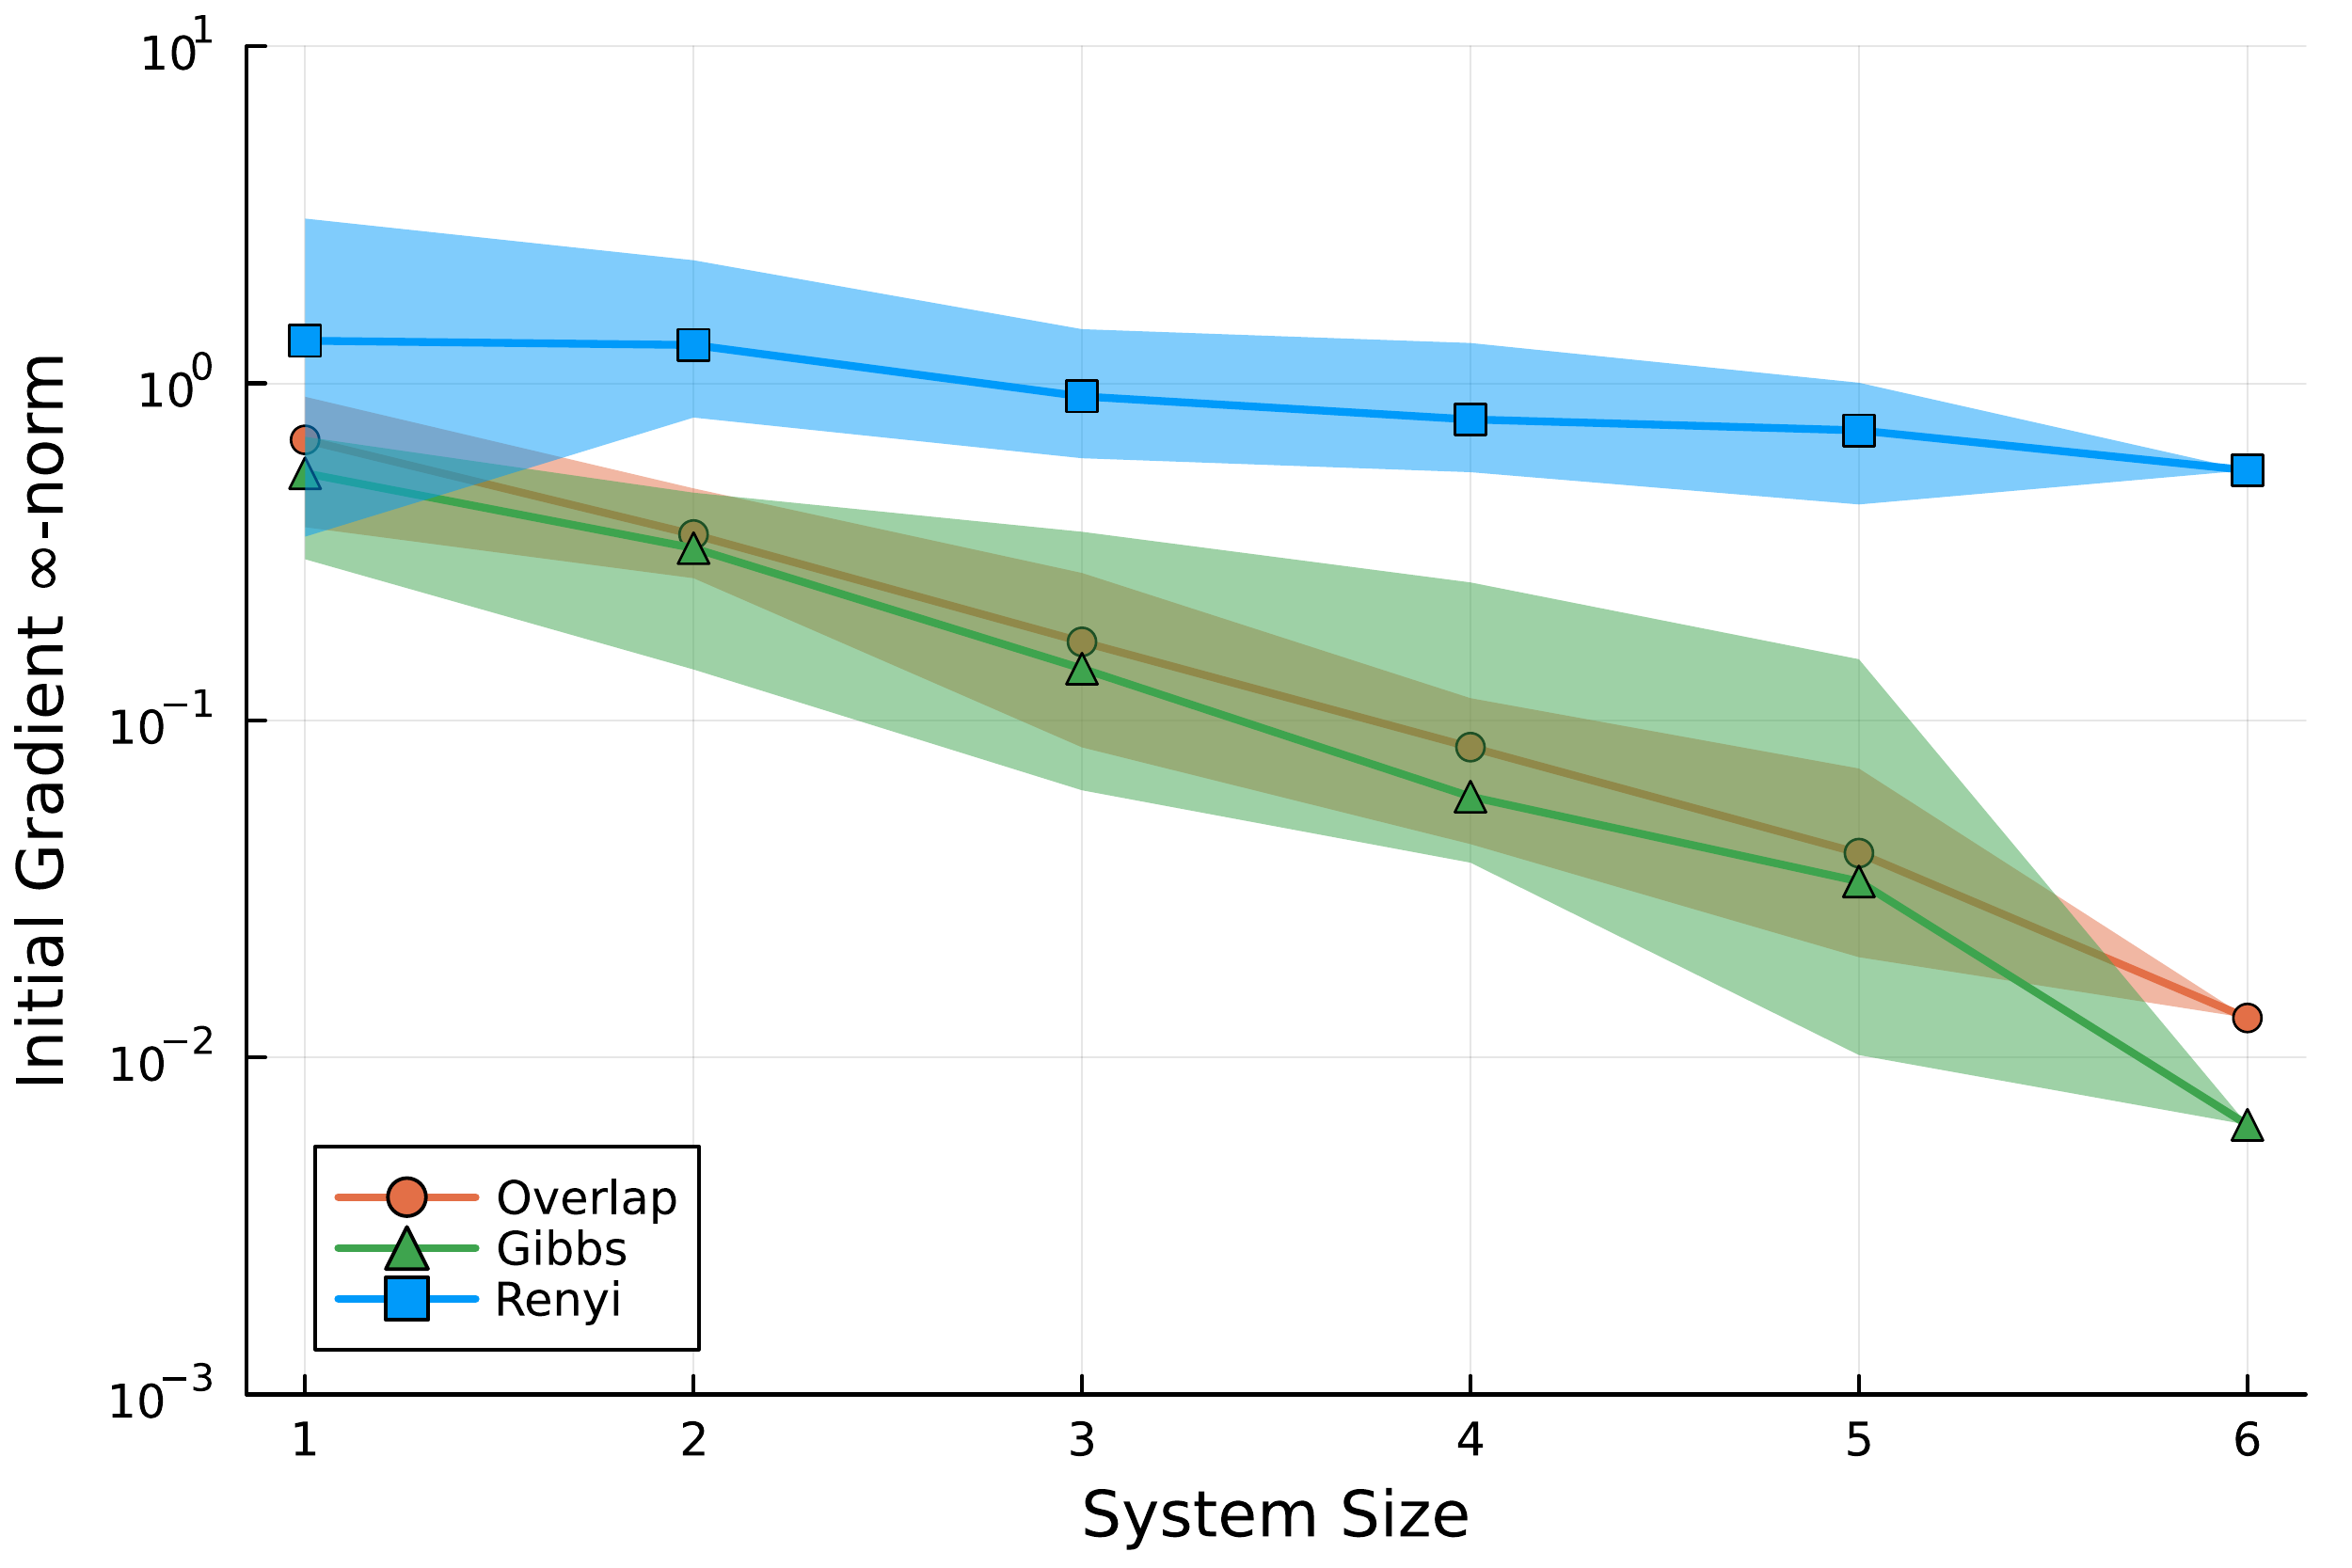 10^1
10^0
10^−1
10^−2
10^−3
Initial Gradient ∞-norm
Overlap
Gibbs
Renyi
1 2 3 4 5 6
System Size